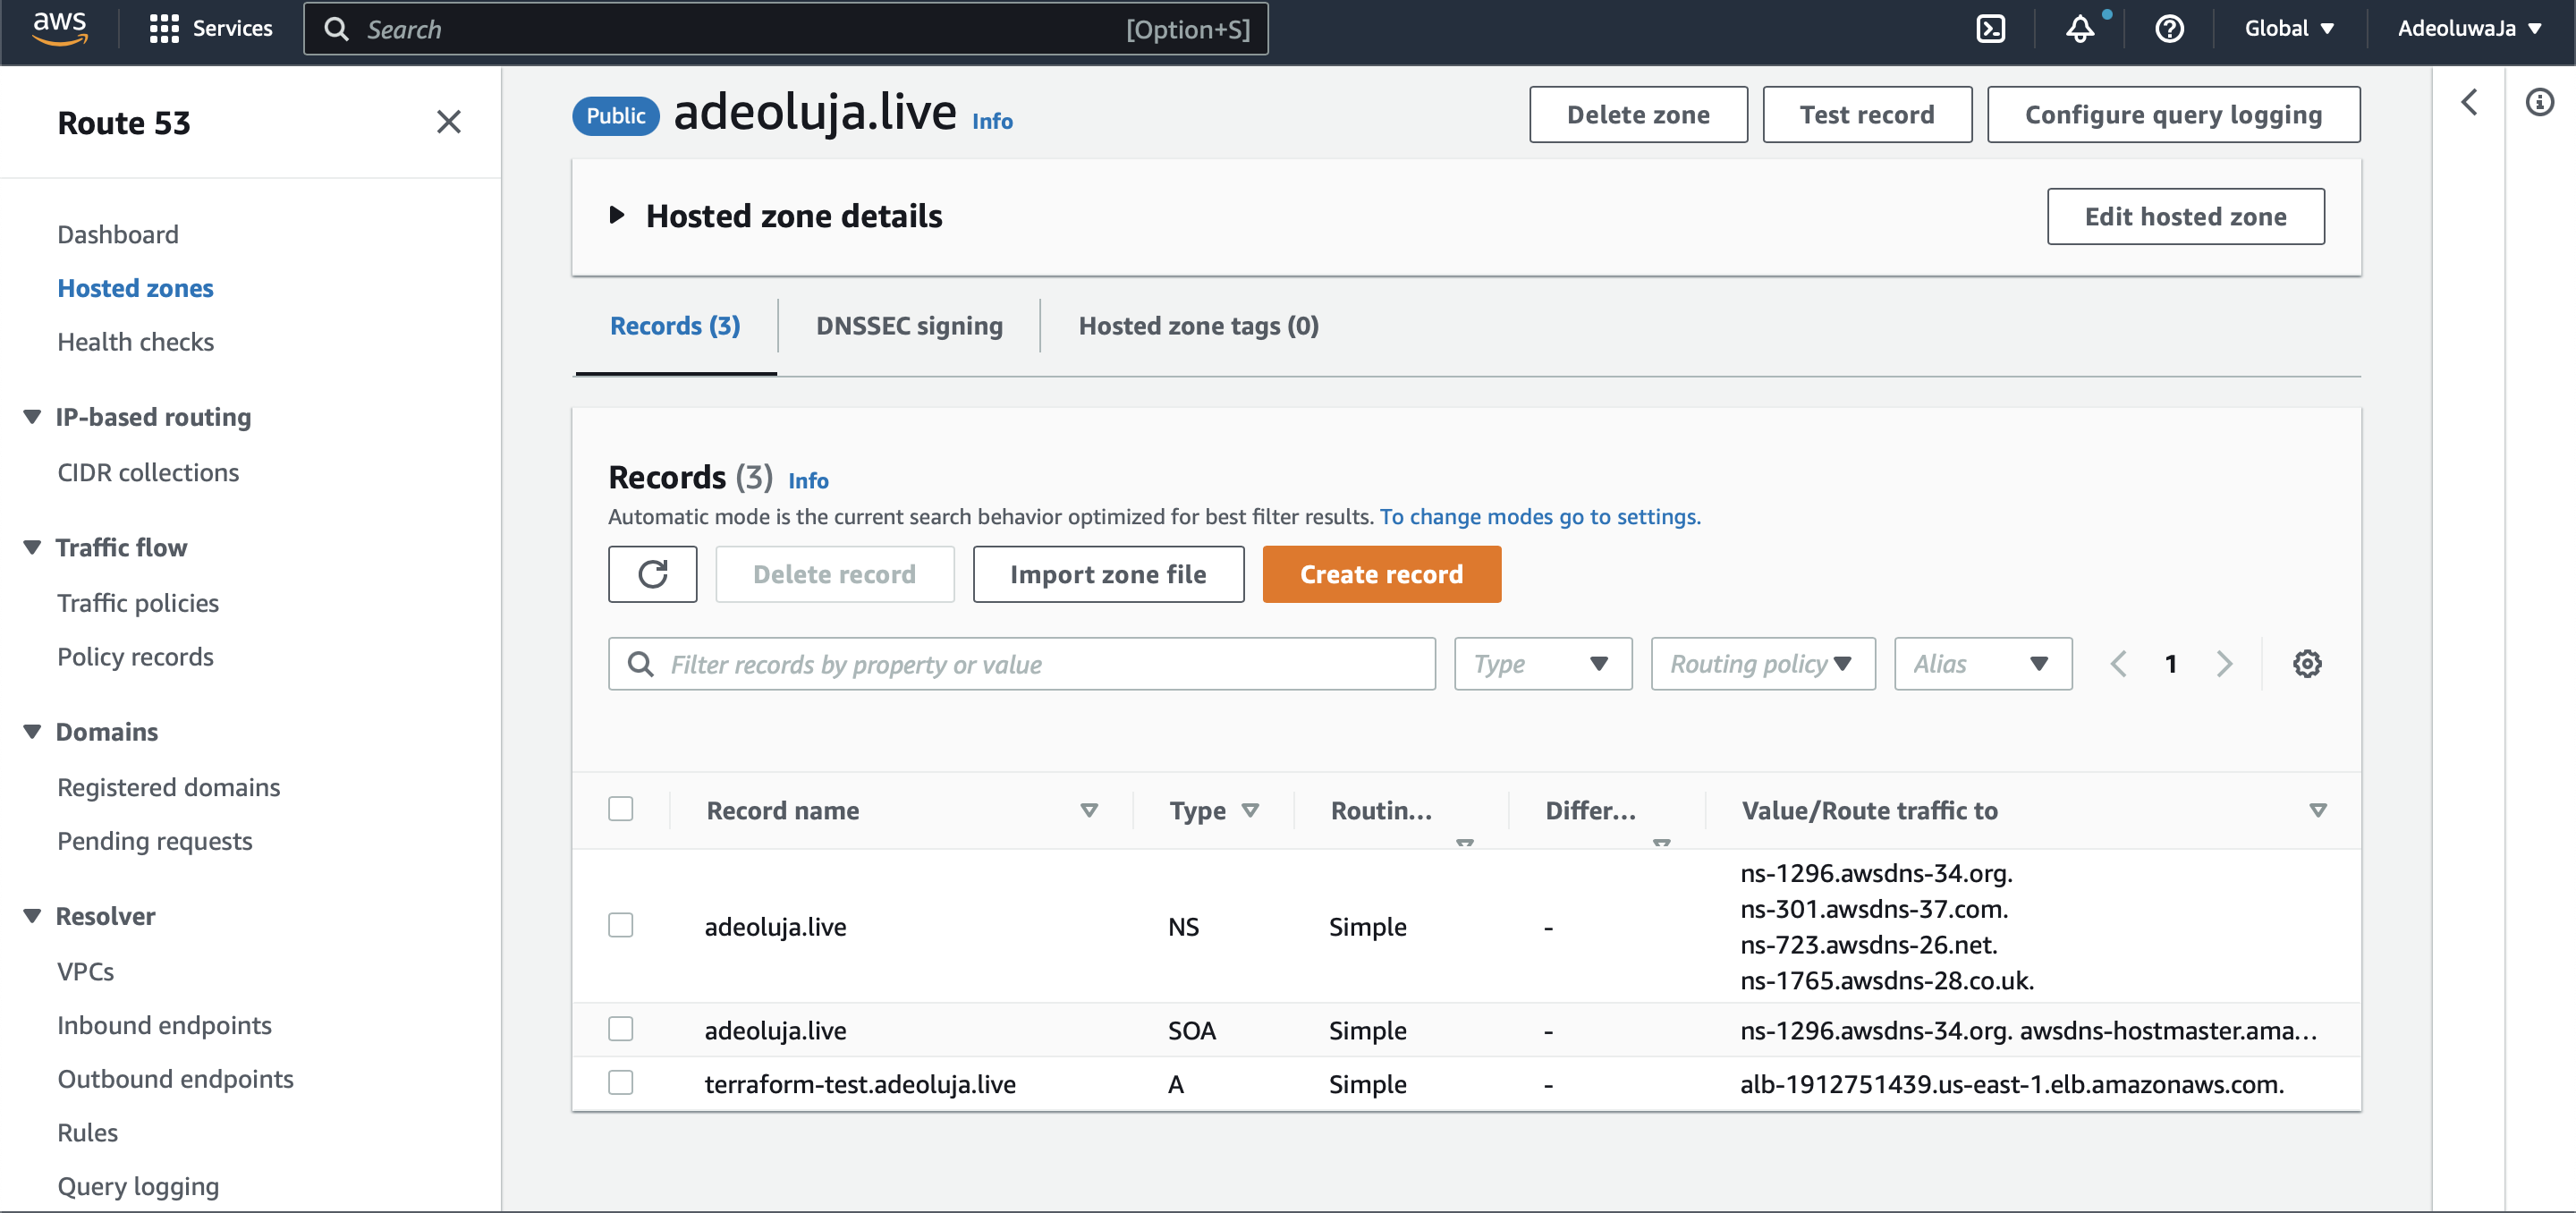 aws
Services
Search
[Option+S]
Global
AdeoluwaJa
Route 53
Dashboard
Hosted zones
Health checks
IP-based routing
CIDR collections
Traffic flow
Traffic policies
Policy records
Domains
Registered domains
Pending requests
Resolver
VPCs
Inbound endpoints
Outbound endpoints
Rules
Query logging
Public adeoluja.live Info
Delete zone
Test record
Configure query logging
Hosted zone details
Edit hosted zone
Records (3)
DNSSEC signing
Hosted zone tags (0)
Records (3) Info
Automatic mode is the current search behavior optimized for best filter results. To change modes go to settings.
Delete record
Import zone file
Create record
Filter records by property or value
Type
Routing policy
Alias
1
Record name Type Routin... Differ... Value/Route traffic to
adeoluja.live NS Simple -
ns-1296.awsdns-34.org.
ns-301.awsdns-37.com.
ns-723.awsdns-26.net.
ns-1765.awsdns-28.co.uk.
adeoluja.live SOA Simple - ns-1296.awsdns-34.org. awsdns-hostmaster.ama...
terraform-test.adeoluja.live A Simple - alb-1912751439.us-east-1.elb.amazonaws.com.